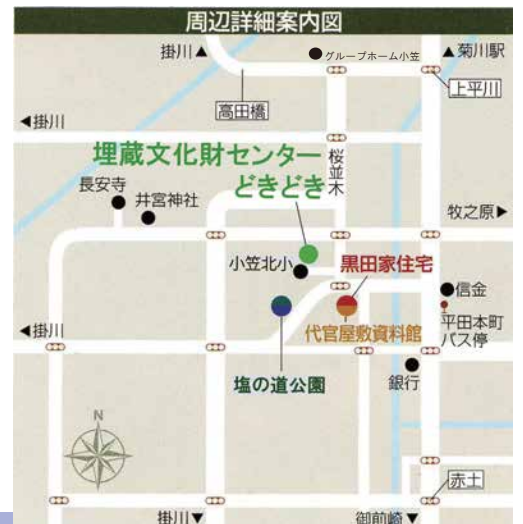 周辺詳細案内図
掛川▲
グループホーム小笠
▲菊川駅
高田橋
上平川
◀掛川
埋蔵文化財センター
どきどき
桜並木
長安寺
井宮神社
牧之原▶
小笠北小
黒田家住宅
信金
平田本町
バス停
◀掛川
代官屋敷資料館
塩の道公園
銀行
N
赤土
掛川▼
御前崎▼